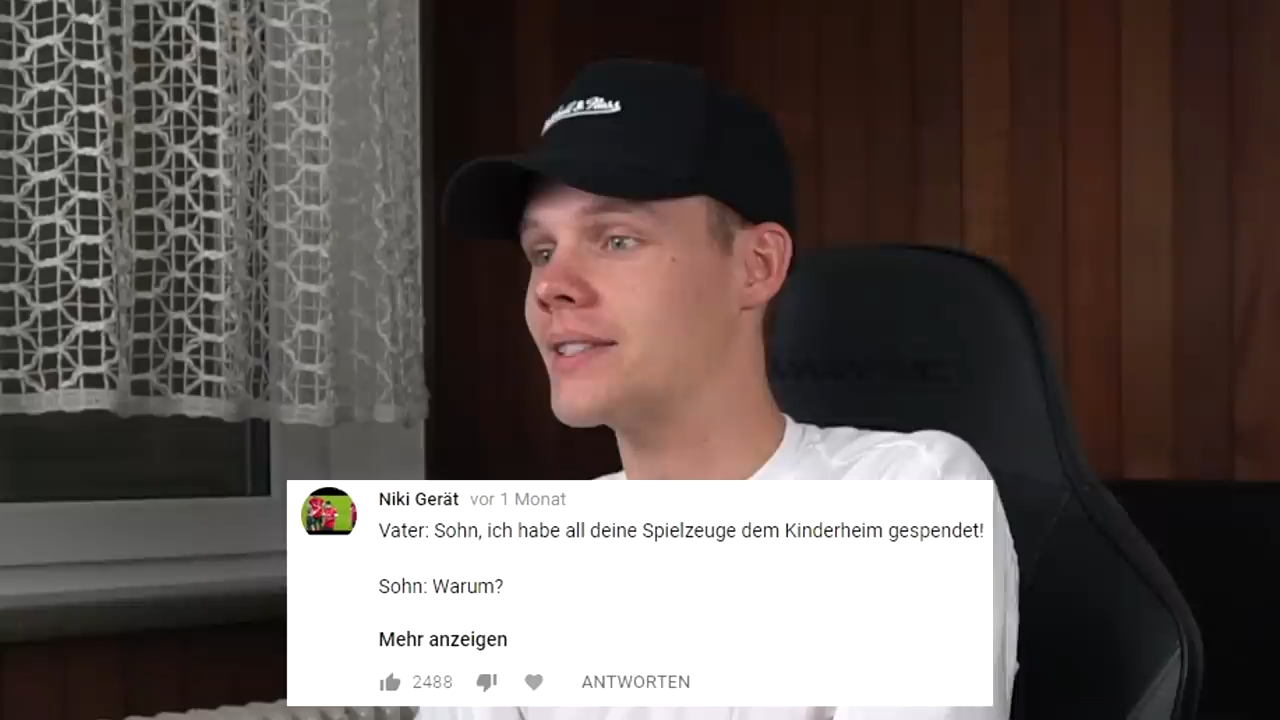 Niki Gerät vor 1 Monat
Vater: Sohn, ich habe all deine Spielzeuge dem Kinderheim gespendet!
Sohn: Warum?
Mehr anzeigen
2488 ANTWORTEN